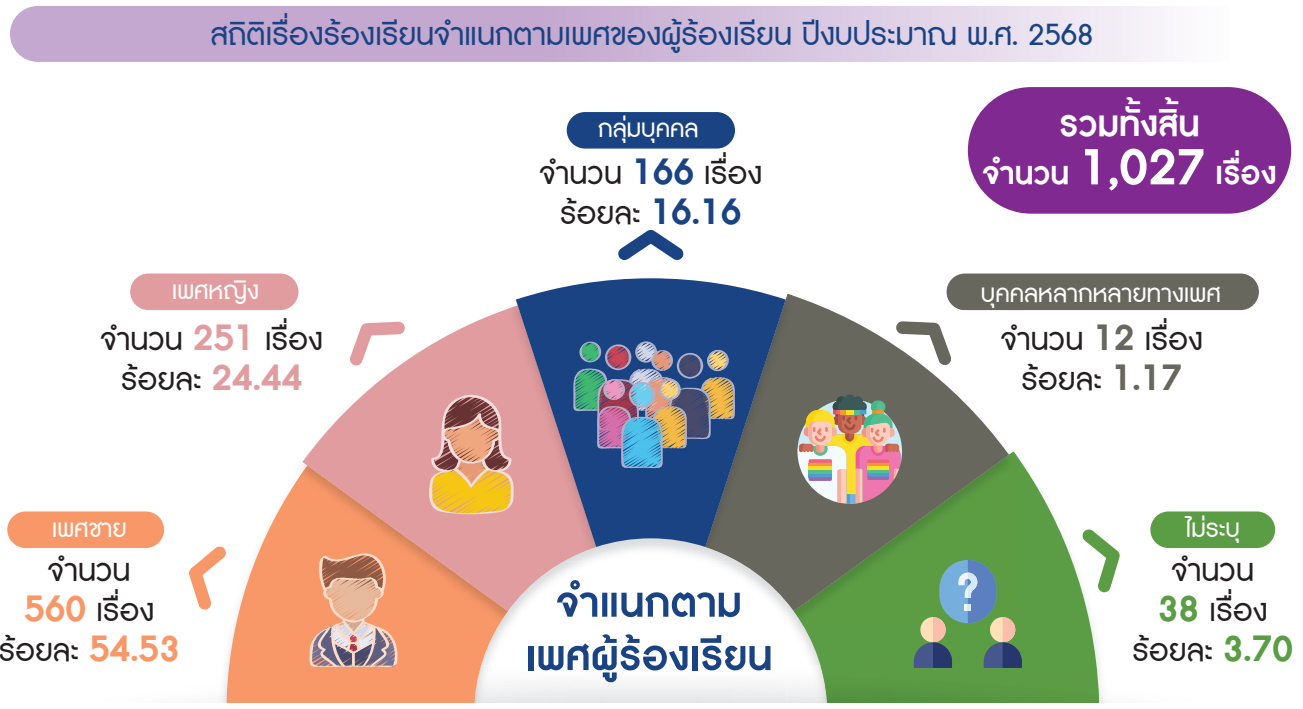 สถิติเรื่องร้องเรียนจำแนกตามเพศของผู้ร้องเรียน ปีงบประมาณ พ.ศ. 2568
รวมทั้งสิ้น
จำนวน 1,027 เรื่อง
กลุ่มบุคคล
จำนวน 166 เรื่อง
ร้อยละ 16.16
เพศหญิง
จำนวน 251 เรื่อง
ร้อยละ 24.44
บุคคลหลากหลายทางเพศ
จำนวน 12 เรื่อง
ร้อยละ 1.17
เพศชาย
จำนวน
560 เรื่อง
ร้อยละ 54.53
ไม่ระบุ
จำนวน
38 เรื่อง
ร้อยละ 3.70
?
จำแนกตาม
เพศผู้ร้องเรียน